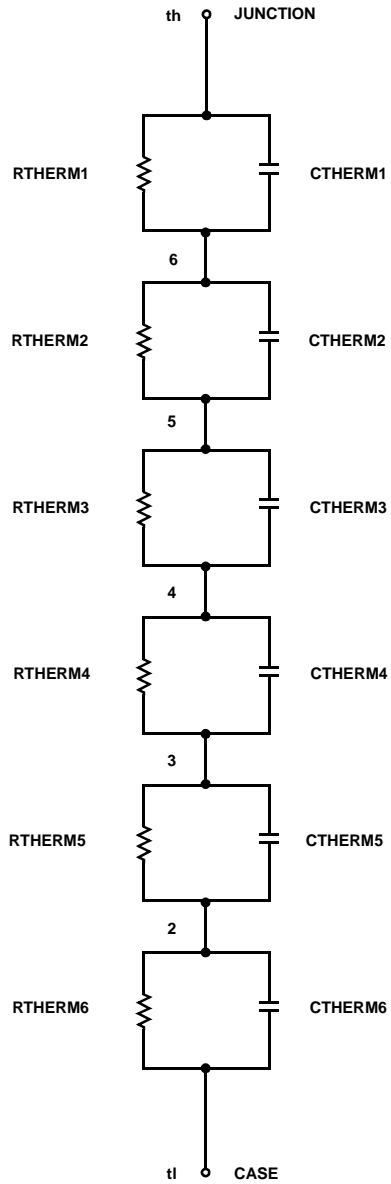 th JUNCTION
RTHERM1 CTHERM1
6
RTHERM2 CTHERM2
5
RTHERM3 CTHERM3
4
RTHERM4 CTHERM4
3
RTHERM5 CTHERM5
2
RTHERM6 CTHERM6
tl CASE